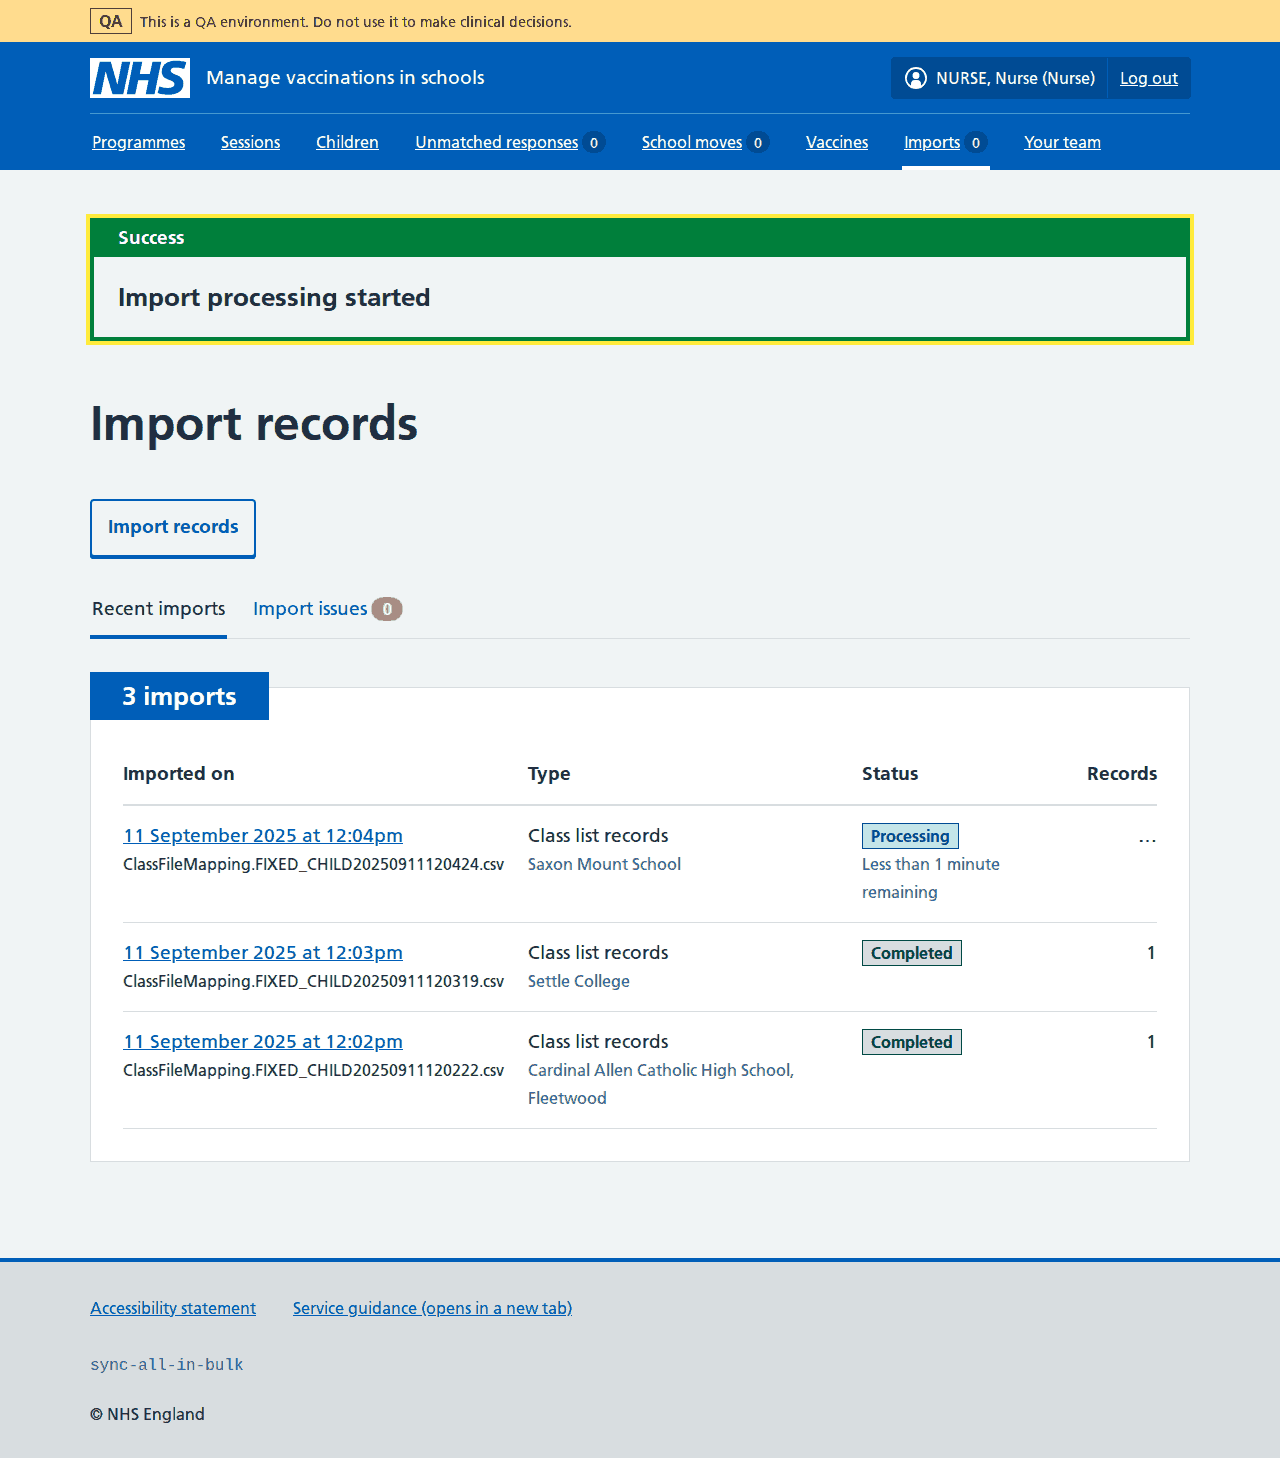 QA This is a QA environment. Do not use it to make clinical decisions.
NHS Manage vaccinations in schools NURSE, Nurse (Nurse) Log out
Programmes Sessions Children Unmatched responses 0 School moves 0 Vaccines Imports 0 Your team
Success
Import processing started
Import records
Import records
Recent imports Import issues 0
3 imports
Imported on Type Status Records
11 September 2025 at 12:04pm Class list records Processing ...
ClassFileMapping.FIXED_CHILD20250911120424.csv Saxon Mount School Less than 1 minute
remaining
11 September 2025 at 12:03pm Class list records Completed 1
ClassFileMapping.FIXED_CHILD20250911120319.csv Settle College
11 September 2025 at 12:02pm Class list records Completed 1
ClassFileMapping.FIXED_CHILD20250911120222.csv Cardinal Allen Catholic High School,
Fleetwood
Accessibility statement Service guidance (opens in a new tab)
sync-all-in-bulk
© NHS England